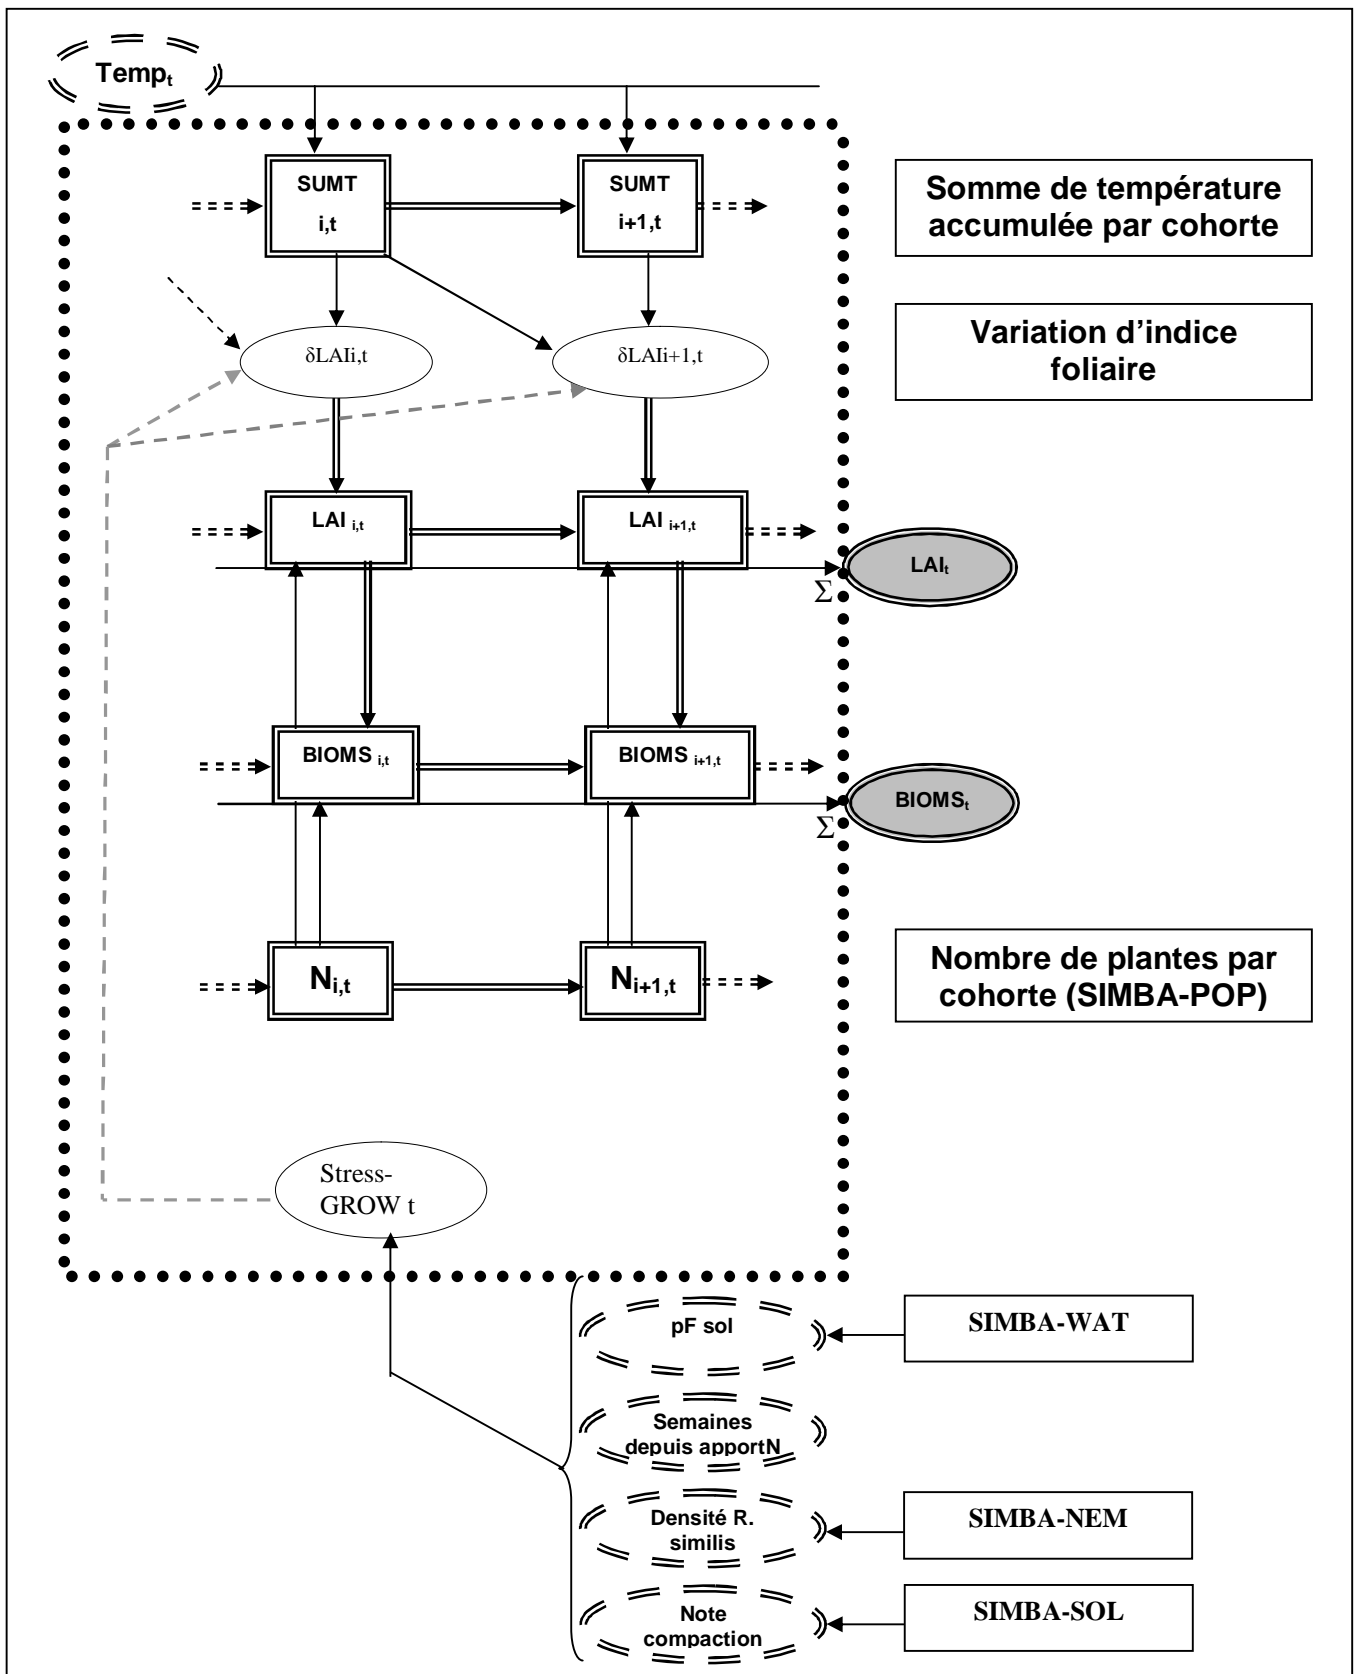 Temp_t
SUMT
i,t
SUMT
i+1,t
Somme de température
accumulée par cohorte
δLAIi,t
δLAIi+1,t
Variation d’indice
foliaire
LAI i,t
LAI i+1,t
LAI_t
Σ
BIOMS i,t
BIOMS i+1,t
BIOMS_t
Σ
N_i,t
N_i+1,t
Nombre de plantes par
cohorte (SIMBA-POP)
Stress-
GROW t
pF sol
SIMBA-WAT
Semaines
depuis apportN
Densité R.
similis
SIMBA-NEM
Note
compaction
SIMBA-SOL